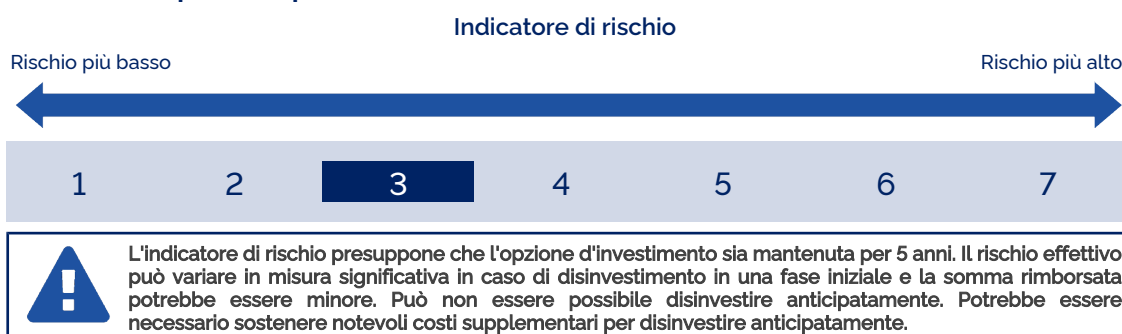 Indicatore di rischio
Rischio più basso
Rischio più alto
1 2 3 4 5 6 7
L'indicatore di rischio presuppone che l'opzione d'investimento sia mantenuta per 5 anni. Il rischio effettivo
può variare in misura significativa in caso di disinvestimento in una fase iniziale e la somma rimborsata
potrebbe essere minore. Può non essere possibile disinvestire anticipatamente. Potrebbe essere
necessario sostenere notevoli costi supplementari per disinvestire anticipatamente.